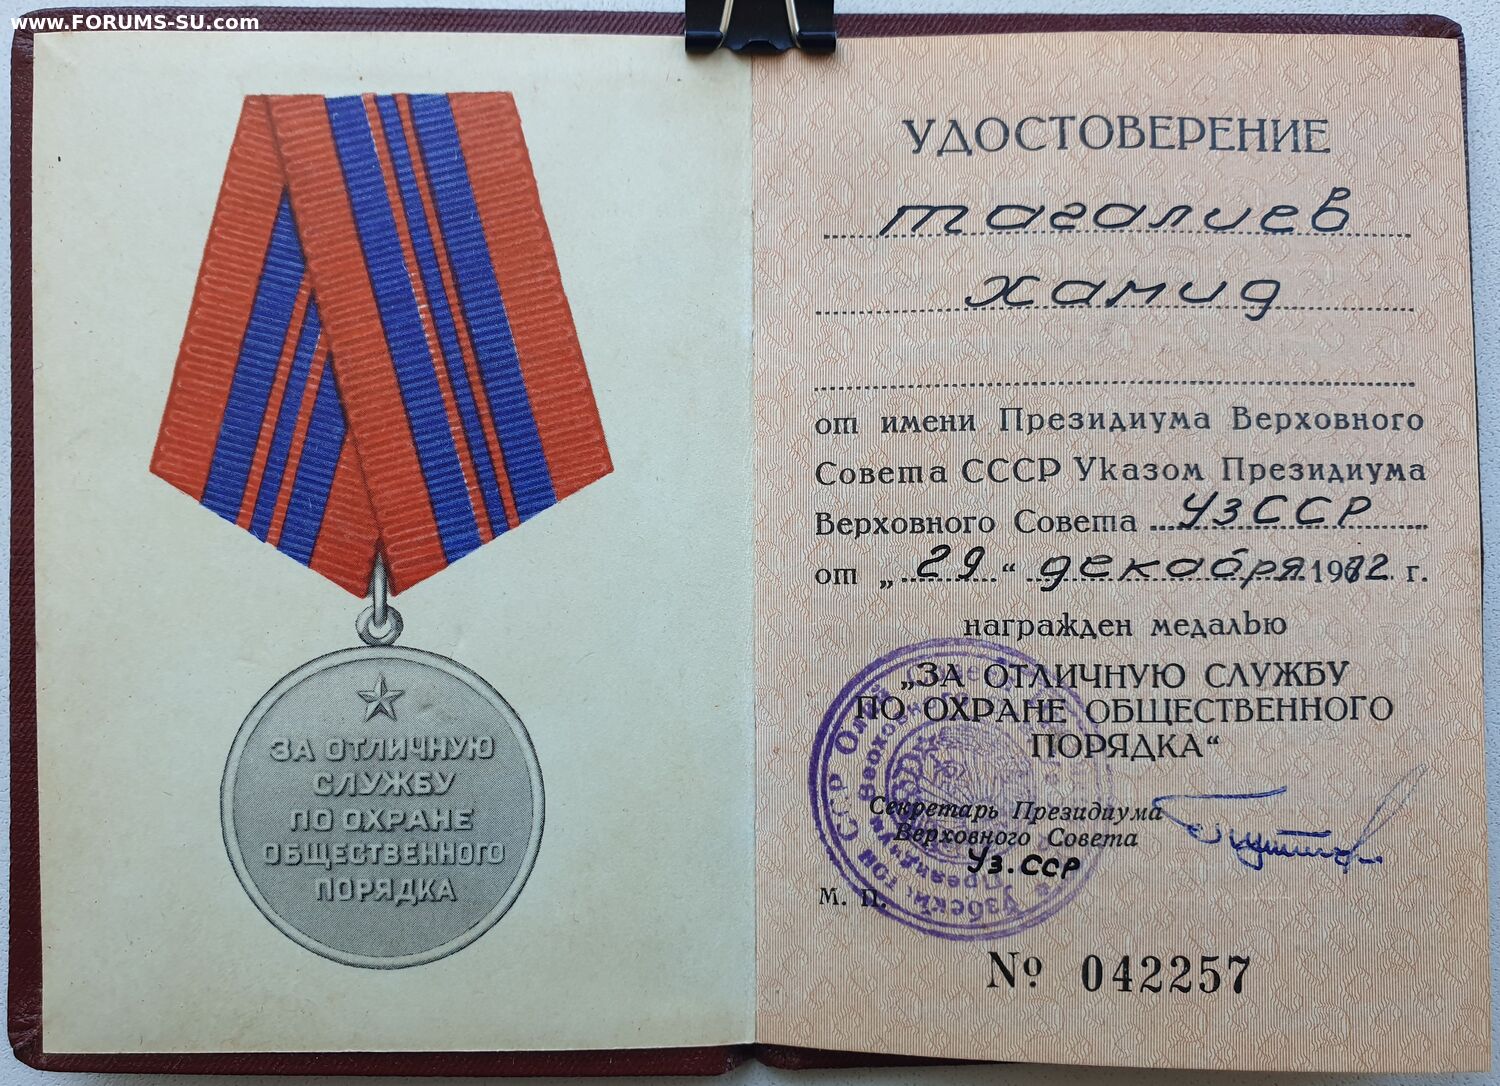 www.FORUMS-SU.com
ЗА ОТЛИЧНУЮ
СЛУЖБУ
ПО ОХРАНЕ
ОБЩЕСТВЕННОГО
ПОРЯДКА
УДОСТОВЕРЕНИЕ
Тагалиев
Хамид
от имени Президиума Верховного
Совета СССР Указом Президиума
Верховного Совета УзССР
от „29“ декабря 1972 г.
награжден медалью
„ЗА ОТЛИЧНУЮ СЛУЖБУ
ПО ОХРАНЕ ОБЩЕСТВЕННОГО
ПОРЯДКА“
Секретарь Президиума
Верховного Совета
Уз.ССР
М. П.
№ 042257